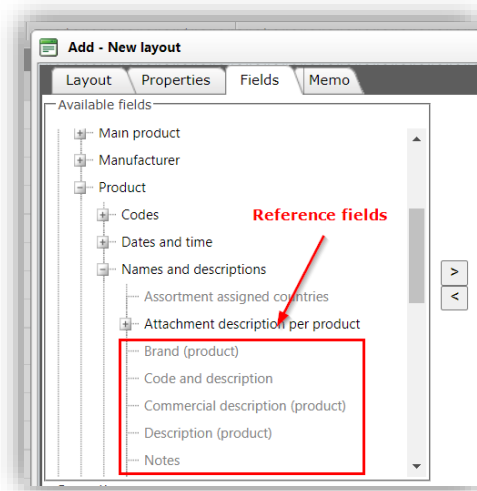 Add - New layout
Layout Properties Fields Memo
Available fields
Main product
Manufacturer
Product
Codes
Reference fields
Dates and time
Names and descriptions
>
Assortment assigned countries
<
Attachment description per product
Brand (product)
Code and description
Commercial description (product)
Description (product)
Notes